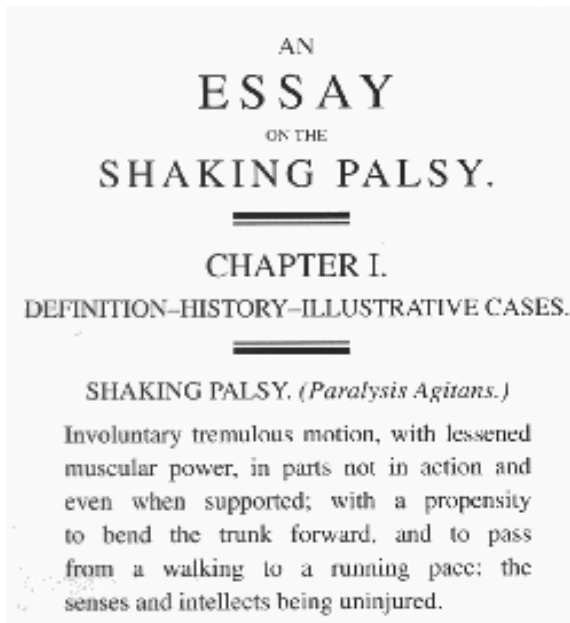 AN
ESSAY
ON THE
SHAKING PALSY.
CHAPTER I.
DEFINITION–HISTORY–ILLUSTRATIVE CASES.
SHAKING PALSY. (Paralysis Agitans.)
Involuntary tremulous motion, with lessened
muscular power, in parts not in action and
even when supported; with a propensity
to bend the trunk forward, and to pass
from a walking to a running pace: the
senses and intellects being uninjured.